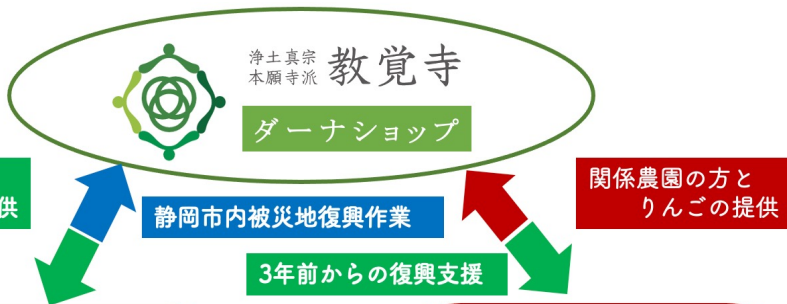 浄土真宗
本願寺派
教覚寺
ダーナショップ
供
静岡市内被災地復興作業
関係農園の方と
りんごの提供
3年前からの復興支援